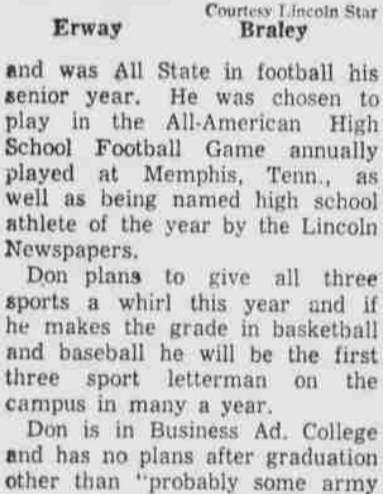 Courtesy Lincoln Star
Erway Braley
and was All State in football his
senior year. He was chosen to
play in the All-American High
School Football Game annually
played at Memphis, Tenn., as
well as being named high school
athlete of the year by the Lincoln
Newspapers.
Don plans to give all three
sports a whirl this year and if
he makes the grade in basketball
and baseball he will be the first
three sport letterman on the
campus in many a year.
Don is in Business Ad. College
and has no plans after graduation
other than "probably some army